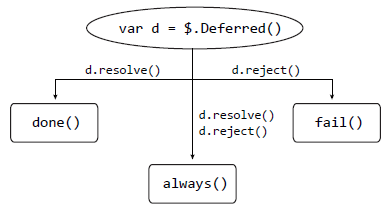 var d = $.Deferred()
d.resolve()
d.reject()
done()
d.resolve()
d.reject()
fail()
always()